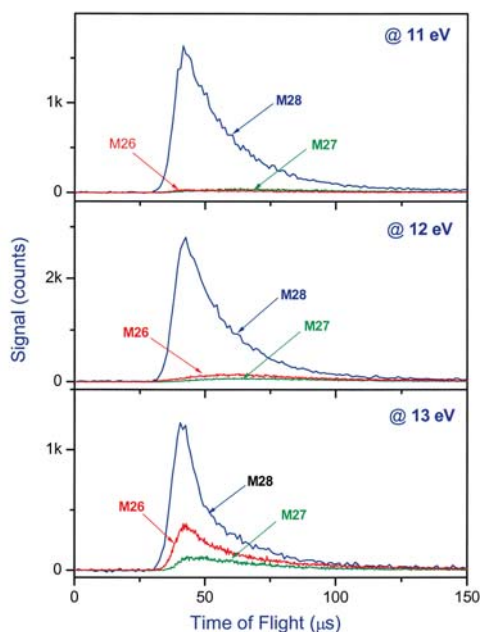 @ 11 eV
1k
M28
M26
M27
0
@ 12 eV
2k
M28
M26
M27
0
@ 13 eV
1k
M28
M26
M27
0
0
50
100
150
Signal (counts)
Time of Flight (μs)